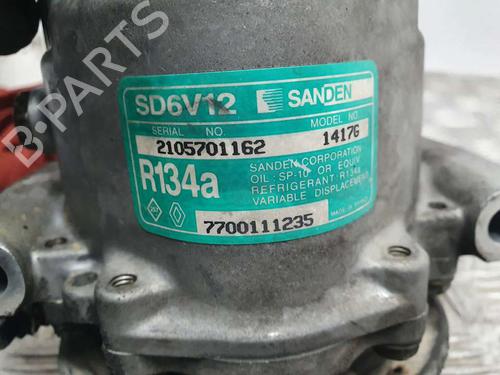 SD6V12 SANDEN
SERIAL NO. MODEL NO.
2105701162 1417G
R134a
SANDEN CORPORATION
OIL: SP-10 OR EQUIV.
REFRIGERANT: R134a
VARIABLE DISPLACEMENT
7700111235
B-PARTS